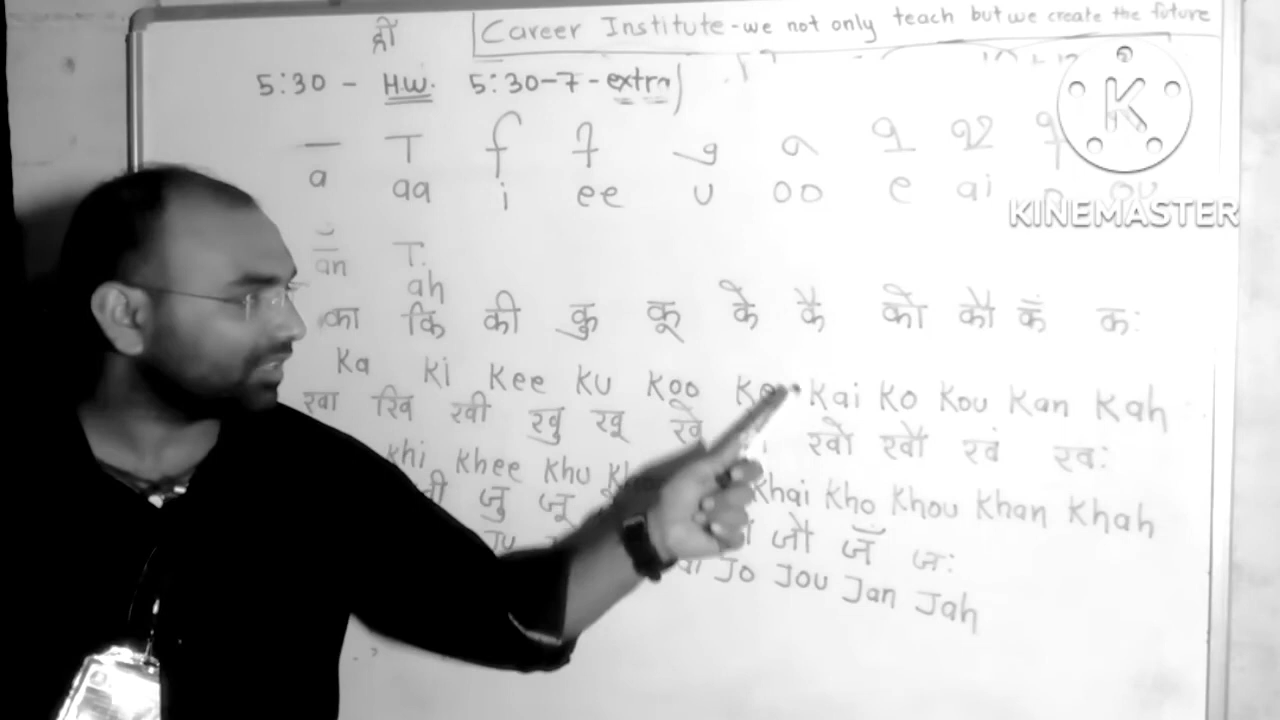 ह्रीं
Career Institute - we not only teach but we create the future
5:30 - H.W. 5:30-7-extra
a aa i ee u oo e ai
an ah
का कि की कु कू के कै को कौ कँ कः
Ka Ki Kee Ku Koo Kai Ko Kou Kan Kah
खा खि खी खु खू खे खो खौ खं खः
khi khee khu khai kho khou khan khah
जु जू जौ जँ जः
Jo Jou Jan Jah
K
KINEMASTER